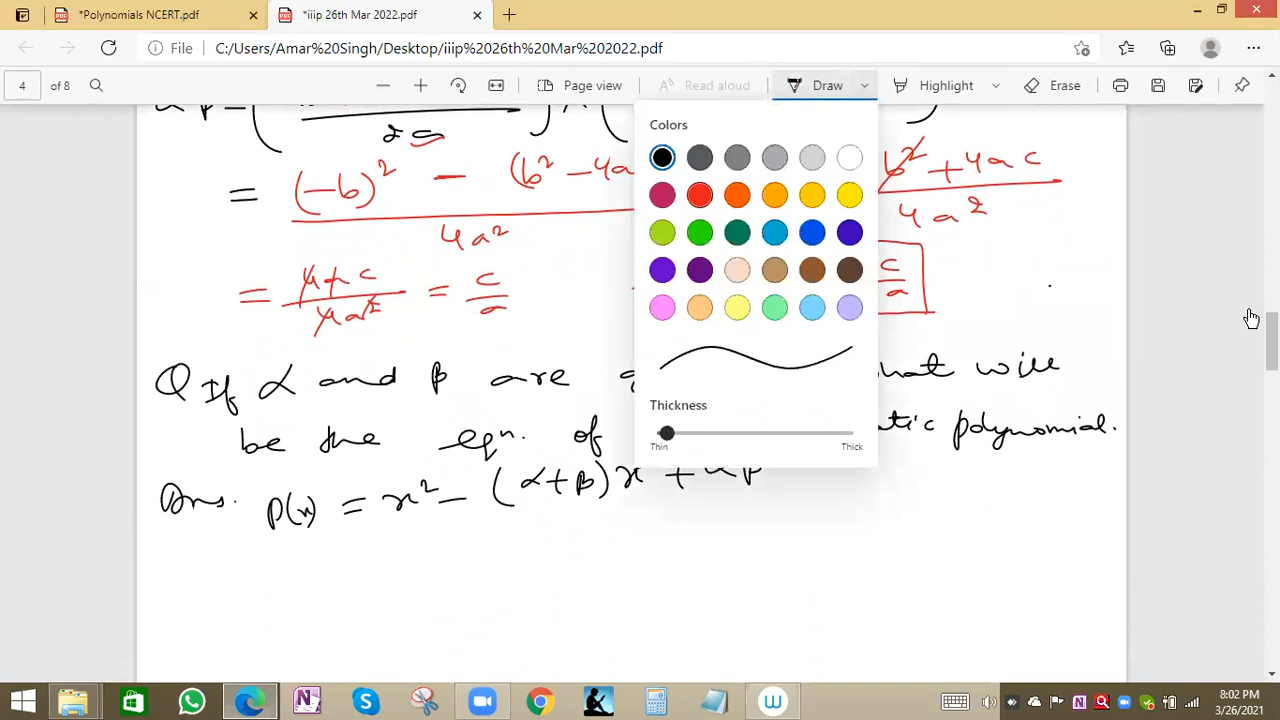 *Polynomials NCERT.pdf
*iiip 26th Mar 2022.pdf
File C:/Users/Amar%20Singh/Desktop/iiip%2026th%20Mar%202022.pdf
4 of 8 Page view Read aloud Draw Highlight Erase
Colors
2a
= (-b)² - (b² - 4a b² + 4ac
4a² 4a²
= 4ac = c c
4a² a a
Q If α and β are what will
Thickness
be the eqn. of tic polynomial.
Thin Thick
Ans. p(x) = x² - (α+β)x + αβ
8:02 PM
3/26/2021